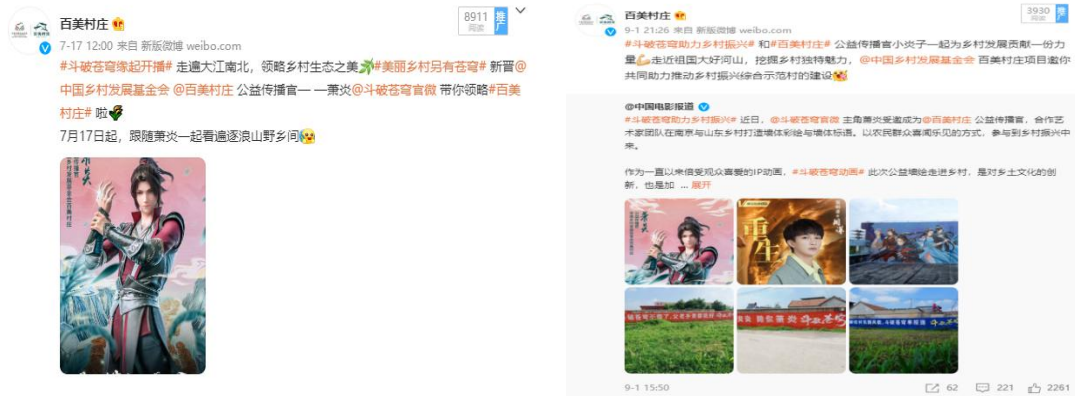 百美村庄
8911
阅读
推广
7-17 12:00 来自 新版微博 weibo.com
#斗破苍穹缘起开播# 走遍大江南北，领略乡村生态之美 #美丽乡村另有苍穹# 新晋@
中国乡村发展基金会 @百美村庄 公益传播官— —萧炎@斗破苍穹官微 带你领略#百美
村庄# 啦
7月17日起，跟随萧炎一起看遍逐浪山野乡间
百美村庄
3930
阅读
推广
9-1 21:26 来自 新版微博 weibo.com
#斗破苍穹助力乡村振兴# 和#百美村庄# 公益传播官小炎子一起为乡村发展贡献一份力
量 走近祖国大好河山，挖掘乡村独特魅力，@中国乡村发展基金会 百美村庄项目邀你
共同助力推动乡村振兴综合示范村的建设
@中国电影报道
#斗破苍穹助力乡村振兴# 近日，@斗破苍穹官微 主角萧炎受邀成为@百美村庄 公益传播官，合作艺
术家团队在南京与山东乡村打造墙体彩绘与墙体标语。以农民群众喜闻乐见的方式，参与到乡村振兴中
来。
作为一直以来倍受观众喜爱的IP动画，#斗破苍穹动画# 此次公益墙绘走进乡村，是对乡土文化的创
新，也是加 ... 展开
重生
9-1 15:50
62
221
2261